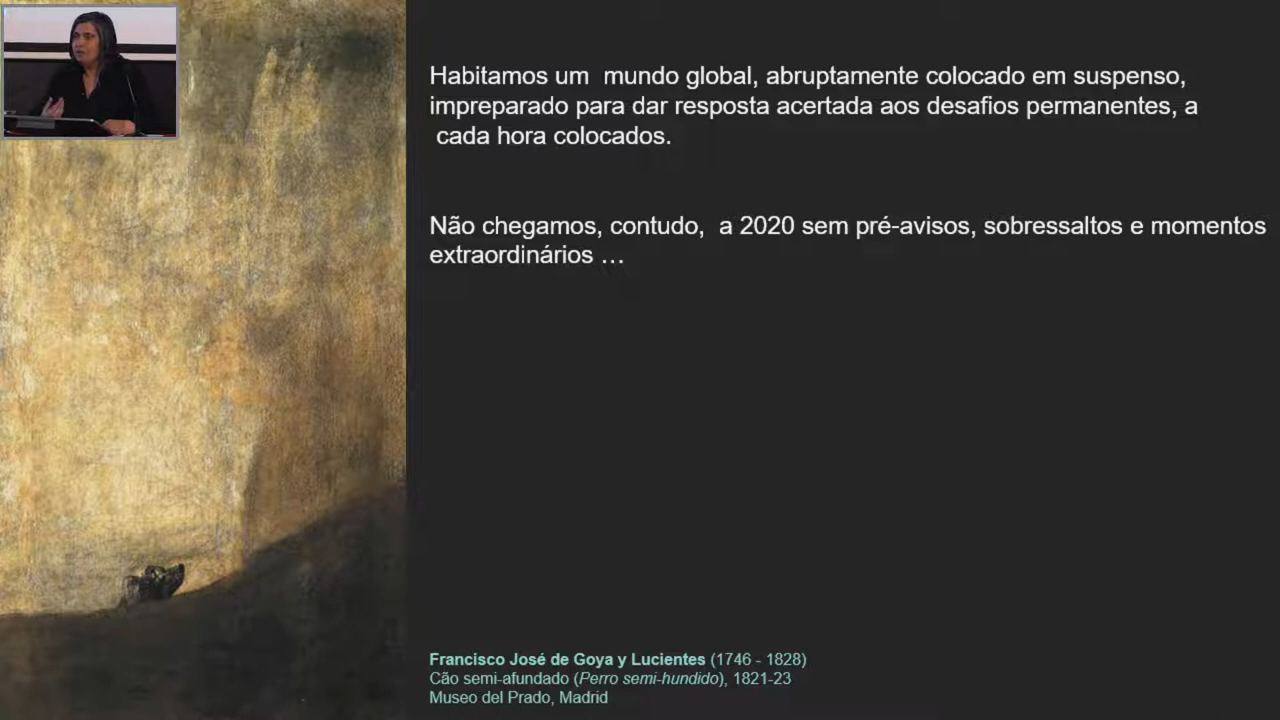 Habitamos um mundo global, abruptamente colocado em suspenso,
impreparado para dar resposta acertada aos desafios permanentes, a
cada hora colocados.
Não chegamos, contudo, a 2020 sem pré-avisos, sobressaltos e momentos
extraordinários …
Francisco José de Goya y Lucientes (1746 - 1828)
Cão semi-afundado (Perro semi-hundido), 1821-23
Museo del Prado, Madrid